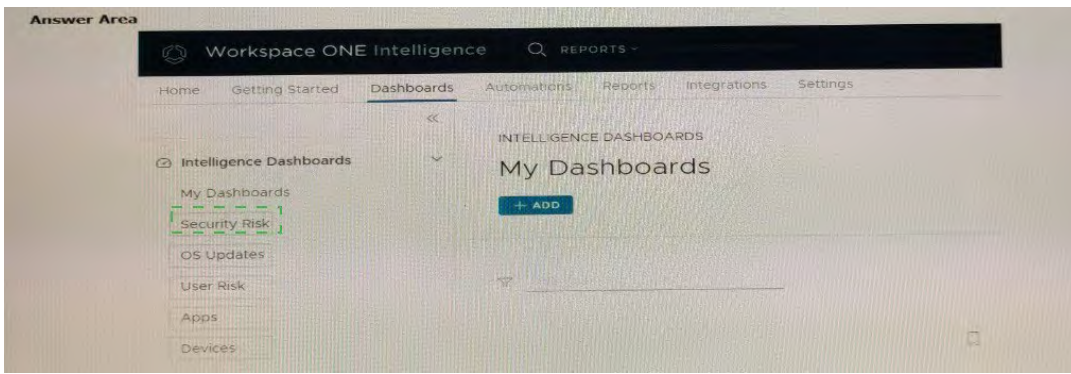 Answer Area
Workspace ONE Intelligence REPORTS
Home Getting Started Dashboards Automations Reports Integrations Settings
«
INTELLIGENCE DASHBOARDS
Intelligence Dashboards
My Dashboards
+ ADD
My Dashboards
Security Risk
OS Updates
User Risk
Apps
Devices